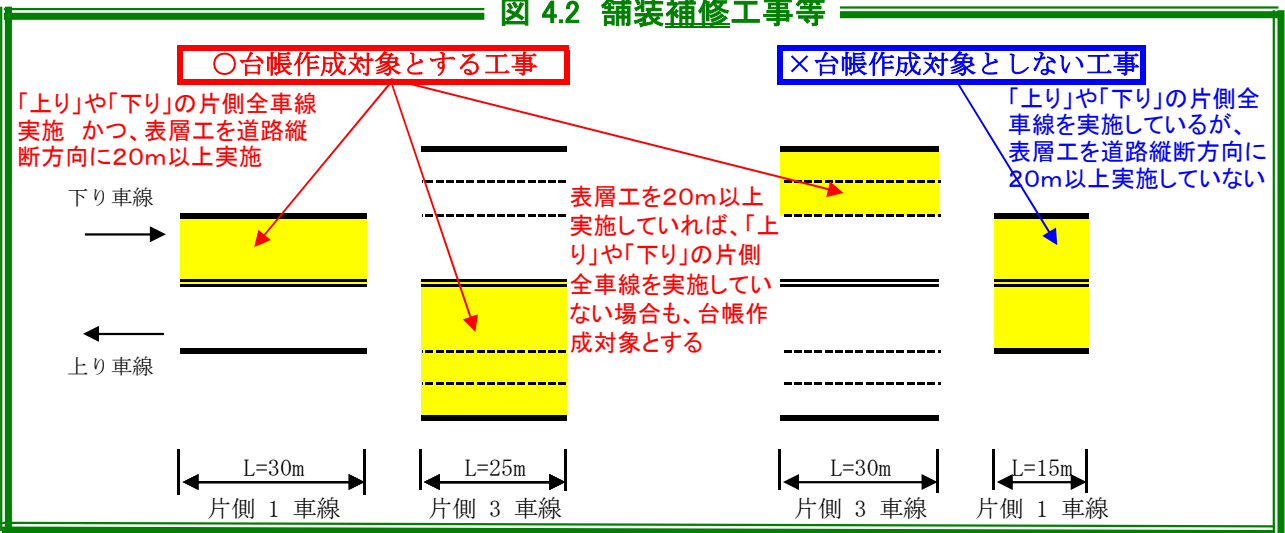 図 4.2 舗装補修工事等
○台帳作成対象とする工事
×台帳作成対象としない工事
「上り」や「下り」の片側全車線
実施 かつ、表層工を道路縦
断方向に20m以上実施
「上り」や「下り」の片側全
車線を実施しているが、
表層工を道路縦断方向に
20m以上実施していない
表層工を20m以上
実施していれば、「上
り」や「下り」の片側
全車線を実施してい
ない場合も、台帳作
成対象とする
下り車線
上り車線
L=30m
L=25m
L=30m
L=15m
片側 1 車線
片側 3 車線
片側 3 車線
片側 1 車線